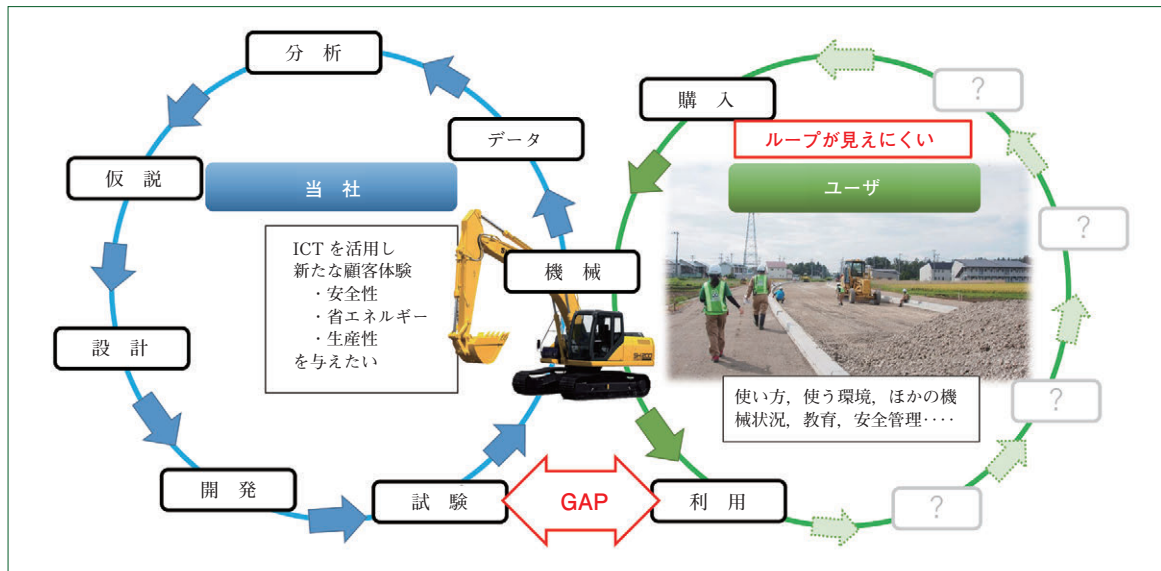 分　析
購　入
？
データ
ループが見えにくい
仮　説
当　社
ユーザ
？
ICT を活用し
新たな顧客体験
・安全性
・省エネルギー
・生産性
を与えたい
機　械
設　計
使い方，使う環境，ほかの機
械状況，教育，安全管理‥‥
？
開　発
試　験
GAP
利　用
？